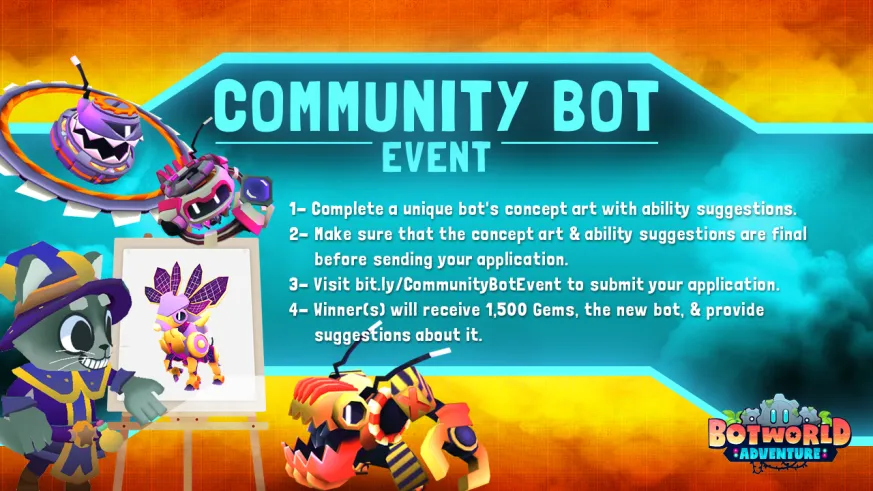 COMMUNITY BOT
EVENT
1- Complete a unique bot's concept art with ability suggestions.
2- Make sure that the concept art & ability suggestions are final
before sending your application.
3- Visit bit.ly/CommunityBotEvent to submit your application.
4- Winner(s) will receive 1,500 Gems, the new bot, & provide
suggestions about it.
BOTWORLD
ADVENTURE